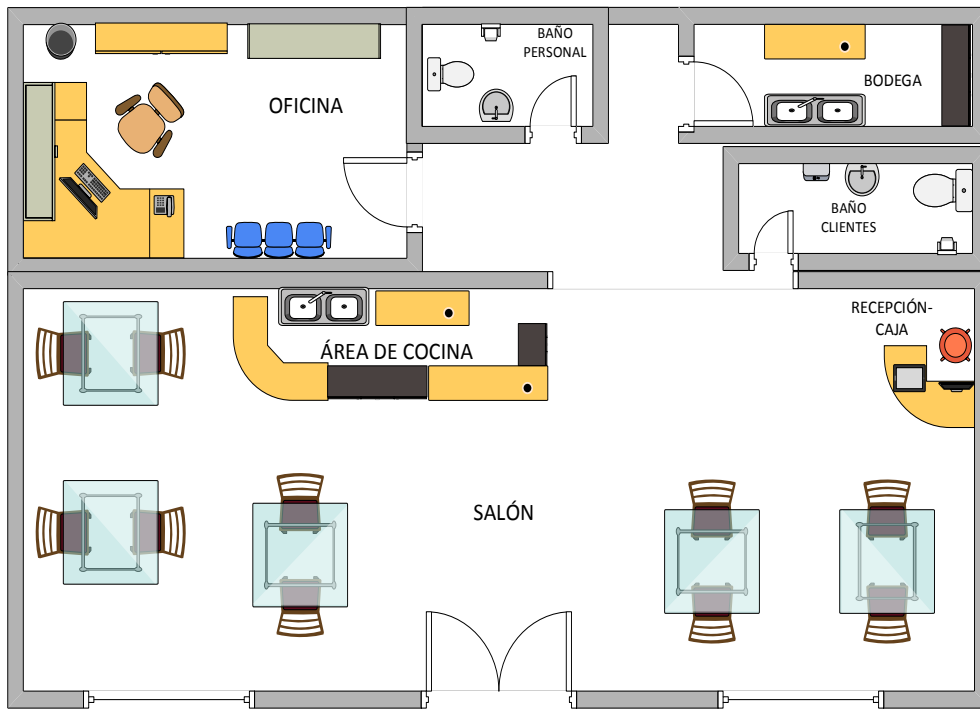 BAÑO
PERSONAL
BODEGA
OFICINA
BAÑO
CLIENTES
RECEPCIÓN-
CAJA
ÁREA DE COCINA
SALÓN